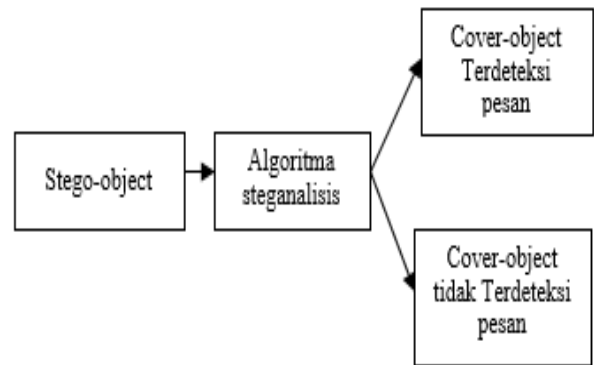 Stego-object
Algoritma
steganalisis
Cover-object
Terdeteksi
pesan
Cover-object
tidak Terdeteksi
pesan